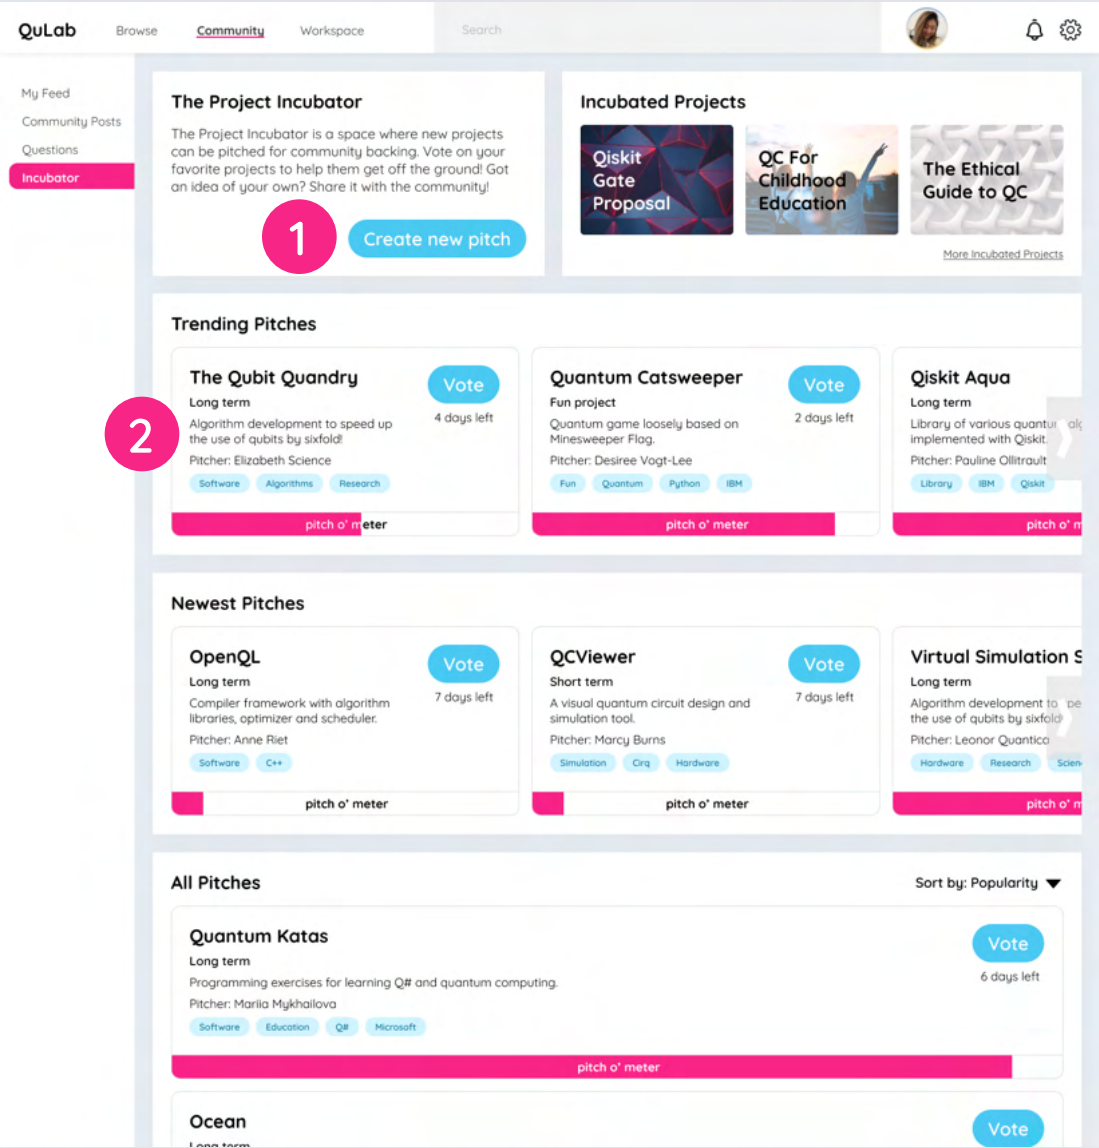 QuLab
Browse
Community
Workspace
Search
My Feed
Community Posts
Questions
Incubator
The Project Incubator
The Project Incubator is a space where new projects
can be pitched for community backing. Vote on your
favorite projects to help them get off the ground! Got
an idea of your own? Share it with the community!
1
Create new pitch
Incubated Projects
Qiskit
Gate
Proposal
QC For
Childhood
Education
The Ethical
Guide to QC
More Incubated Projects
Trending Pitches
2
The Qubit Quandry
Vote
Long term
4 days left
Algorithm development to speed up
the use of qubits by sixfold!
Pitcher: Elizabeth Science
Software
Algorithms
Research
pitch o' meter
Quantum Catsweeper
Vote
Fun project
2 days left
Quantum game loosely based on
Minesweeper Flag.
Pitcher: Desiree Vogt-Lee
Fun
Quantum
Python
IBM
pitch o' meter
Qiskit Aqua
Long term
Library of various quantum alg
implemented with Qiskit.
Pitcher: Pauline Ollitrault
Library
IBM
Qiskit
pitch o' m
Newest Pitches
OpenQL
Vote
Long term
7 days left
Compiler framework with algorithm
libraries, optimizer and scheduler.
Pitcher: Anne Riet
Software
C++
pitch o' meter
QCViewer
Vote
Short term
7 days left
A visual quantum circuit design and
simulation tool.
Pitcher: Marcy Burns
Simulation
Cirq
Hardware
pitch o' meter
Virtual Simulation S
Long term
Algorithm development to spe
the use of qubits by sixfold
Pitcher: Leonor Quantica
Hardware
Research
Scien
pitch o' m
All Pitches
Sort by: Popularity
Quantum Katas
Vote
Long term
6 days left
Programming exercises for learning Q# and quantum computing.
Pitcher: Mariia Mykhailova
Software
Education
Q#
Microsoft
pitch o' meter
Ocean
Vote
Long term